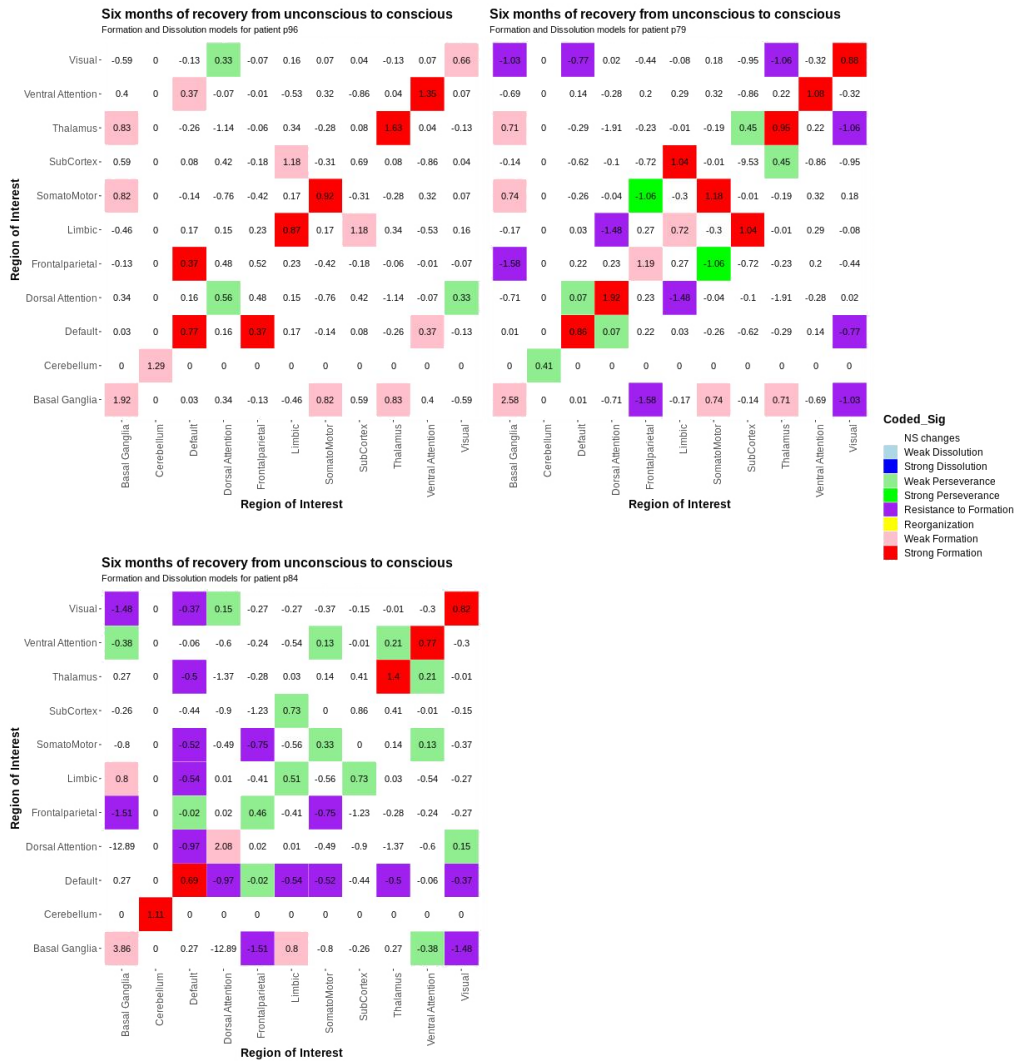 Six months of recovery from unconscious to conscious
Formation and Dissolution models for patient p96
Visual -0.59 0 -0.13 0.33 -0.07 0.16 0.07 0.04 -0.13 0.07 0.66
Ventral Attention 0.4 0 0.37 -0.07 -0.01 -0.53 0.32 -0.86 0.04 1.35 0.07
Thalamus 0.83 0 -0.26 -1.14 -0.06 0.34 -0.28 0.08 1.63 0.04 -0.13
SubCortex 0.59 0 0.08 0.42 -0.18 1.18 -0.31 0.69 0.08 -0.86 0.04
SomatoMotor 0.82 0 -0.14 -0.76 -0.42 0.17 0.92 -0.31 -0.28 0.32 0.07
Limbic -0.46 0 0.17 0.15 0.23 0.87 0.17 1.18 0.34 -0.53 0.16
Frontalparietal -0.13 0 0.37 0.48 0.52 0.23 -0.42 -0.18 -0.06 -0.01 -0.07
Dorsal Attention 0.34 0 0.16 0.56 0.48 0.15 -0.76 0.42 -1.14 -0.07 0.33
Default 0.03 0 0.77 0.16 0.37 0.17 -0.14 0.08 -0.26 0.37 -0.13
Cerebellum 0 1.29 0 0 0 0 0 0 0 0 0
Basal Ganglia 1.92 0 0.03 0.34 -0.13 -0.46 0.82 0.59 0.83 0.4 -0.59
Basal Ganglia Cerebellum Default Dorsal Attention Frontalparietal Limbic SomatoMotor SubCortex Thalamus Ventral Attention Visual
Region of Interest
Region of Interest
Six months of recovery from unconscious to conscious
Formation and Dissolution models for patient p79
-1.03 0 -0.77 0.02 -0.44 -0.08 0.18 -0.95 -1.06 -0.32 0.88
-0.69 0 0.14 -0.28 0.2 0.29 0.32 -0.86 0.22 1.08 -0.32
0.71 0 -0.29 -1.91 -0.23 -0.01 -0.19 0.45 0.95 0.22 -1.06
-0.14 0 -0.62 -0.1 -0.72 1.04 -0.01 -9.53 0.45 -0.86 -0.95
0.74 0 -0.26 -0.04 -1.06 -0.3 1.18 -0.01 -0.19 0.32 0.18
-0.17 0 0.03 -1.48 0.27 0.72 -0.3 1.04 -0.01 0.29 -0.08
-1.58 0 0.22 0.23 1.19 0.27 -1.06 -0.72 -0.23 0.2 -0.44
-0.71 0 0.07 1.92 0.23 -1.48 -0.04 -0.1 -1.91 -0.28 0.02
0.01 0 0.86 0.07 0.22 0.03 -0.26 -0.62 -0.29 0.14 -0.77
0 0.41 0 0 0 0 0 0 0 0 0
2.58 0 0.01 -0.71 -1.58 -0.17 0.74 -0.14 0.71 -0.69 -1.03
Basal Ganglia Cerebellum Default Dorsal Attention Frontalparietal Limbic SomatoMotor SubCortex Thalamus Ventral Attention Visual
Region of Interest
Coded_Sig
NS changes
Weak Dissolution
Strong Dissolution
Weak Perseverance
Strong Perseverance
Resistance to Formation
Reorganization
Weak Formation
Strong Formation
Six months of recovery from unconscious to conscious
Formation and Dissolution models for patient p84
Visual -1.48 0 -0.37 0.15 -0.27 -0.27 -0.37 -0.15 -0.01 -0.3 0.82
Ventral Attention -0.38 0 -0.06 -0.6 -0.24 -0.54 0.13 -0.01 0.21 0.77 -0.3
Thalamus 0.27 0 -0.5 -1.37 -0.28 0.03 0.14 0.41 1.4 0.21 -0.01
SubCortex -0.26 0 -0.44 -0.9 -1.23 0.73 0 0.86 0.41 -0.01 -0.15
SomatoMotor -0.8 0 -0.52 -0.49 -0.75 -0.56 0.33 0 0.14 0.13 -0.37
Limbic 0.8 0 -0.54 0.01 -0.41 0.51 -0.56 0.73 0.03 -0.54 -0.27
Frontalparietal -1.51 0 -0.02 0.02 0.46 -0.41 -0.75 -1.23 -0.28 -0.24 -0.27
Dorsal Attention -12.89 0 -0.97 2.08 0.02 0.01 -0.49 -0.9 -1.37 -0.6 0.15
Default 0.27 0 0.69 -0.97 -0.02 -0.54 -0.52 -0.44 -0.5 -0.06 -0.37
Cerebellum 0 1.11 0 0 0 0 0 0 0 0 0
Basal Ganglia 3.86 0 0.27 -12.89 -1.51 0.8 -0.8 -0.26 0.27 -0.38 -1.48
Basal Ganglia Cerebellum Default Dorsal Attention Frontalparietal Limbic SomatoMotor SubCortex Thalamus Ventral Attention Visual
Region of Interest
Region of Interest